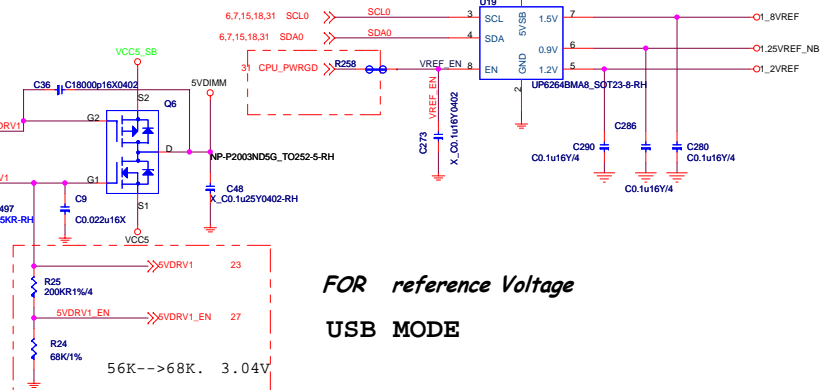 U19
6,7,15,18,31 SCL0 SCL0 3 SCL 5VSB 1.5V 7 1_8VREF
6,7,15,18,31 SDA0 SDA0 4 SDA 0.9V 6 1.25VREF_NB
31 CPU_PWRGD R258 VREF_EN 8 EN GND 1.2V 5 1_2VREF
2 UP6264BMA8_SOT23-8-RH
VREF_EN
C273
X_C0.1u16Y0402
C290
C0.1u16Y/4
C286
C0.1u16Y/4
C280
C0.1u16Y/4
VCC5_SB
C36 C18000p16X0402
5VDIMM
S2 Q6
DRV1 G2
D NP-P2003ND5G_TO252-5-RH
V1 G1
S1
C48
X_C0.1u25Y0402-RH
C9
C0.022u16X
VCC5
497
5KR-RH
5VDRV1 23
R25
200KR1%/4
5VDRV1_EN 5VDRV1_EN 27
R24
68K/1%
56K-->68K. 3.04V
FOR reference Voltage
USB MODE